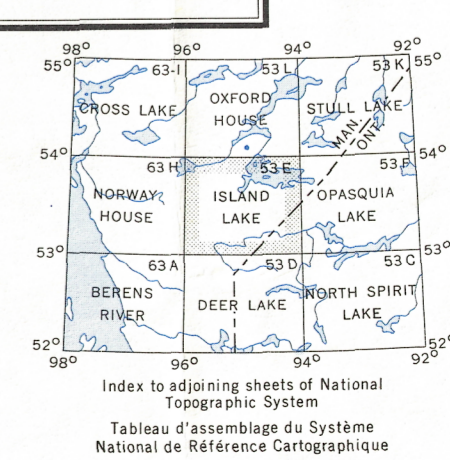 98° 96° 94° 92°
55° 63-I 53 L 53 K 55°
CROSS LAKE OXFORD HOUSE STULL LAKE
MAN.
ONT.
54° 63 H 53 E 53 F 54°
NORWAY HOUSE ISLAND LAKE OPASQUIA LAKE
53° 63 A 53 D 53 C 53°
BERENS RIVER DEER LAKE NORTH SPIRIT LAKE
52° 52°
98° 96° 94° 92°
Index to adjoining sheets of National
Topographic System
Tableau d'assemblage du Système
National de Référence Cartographique